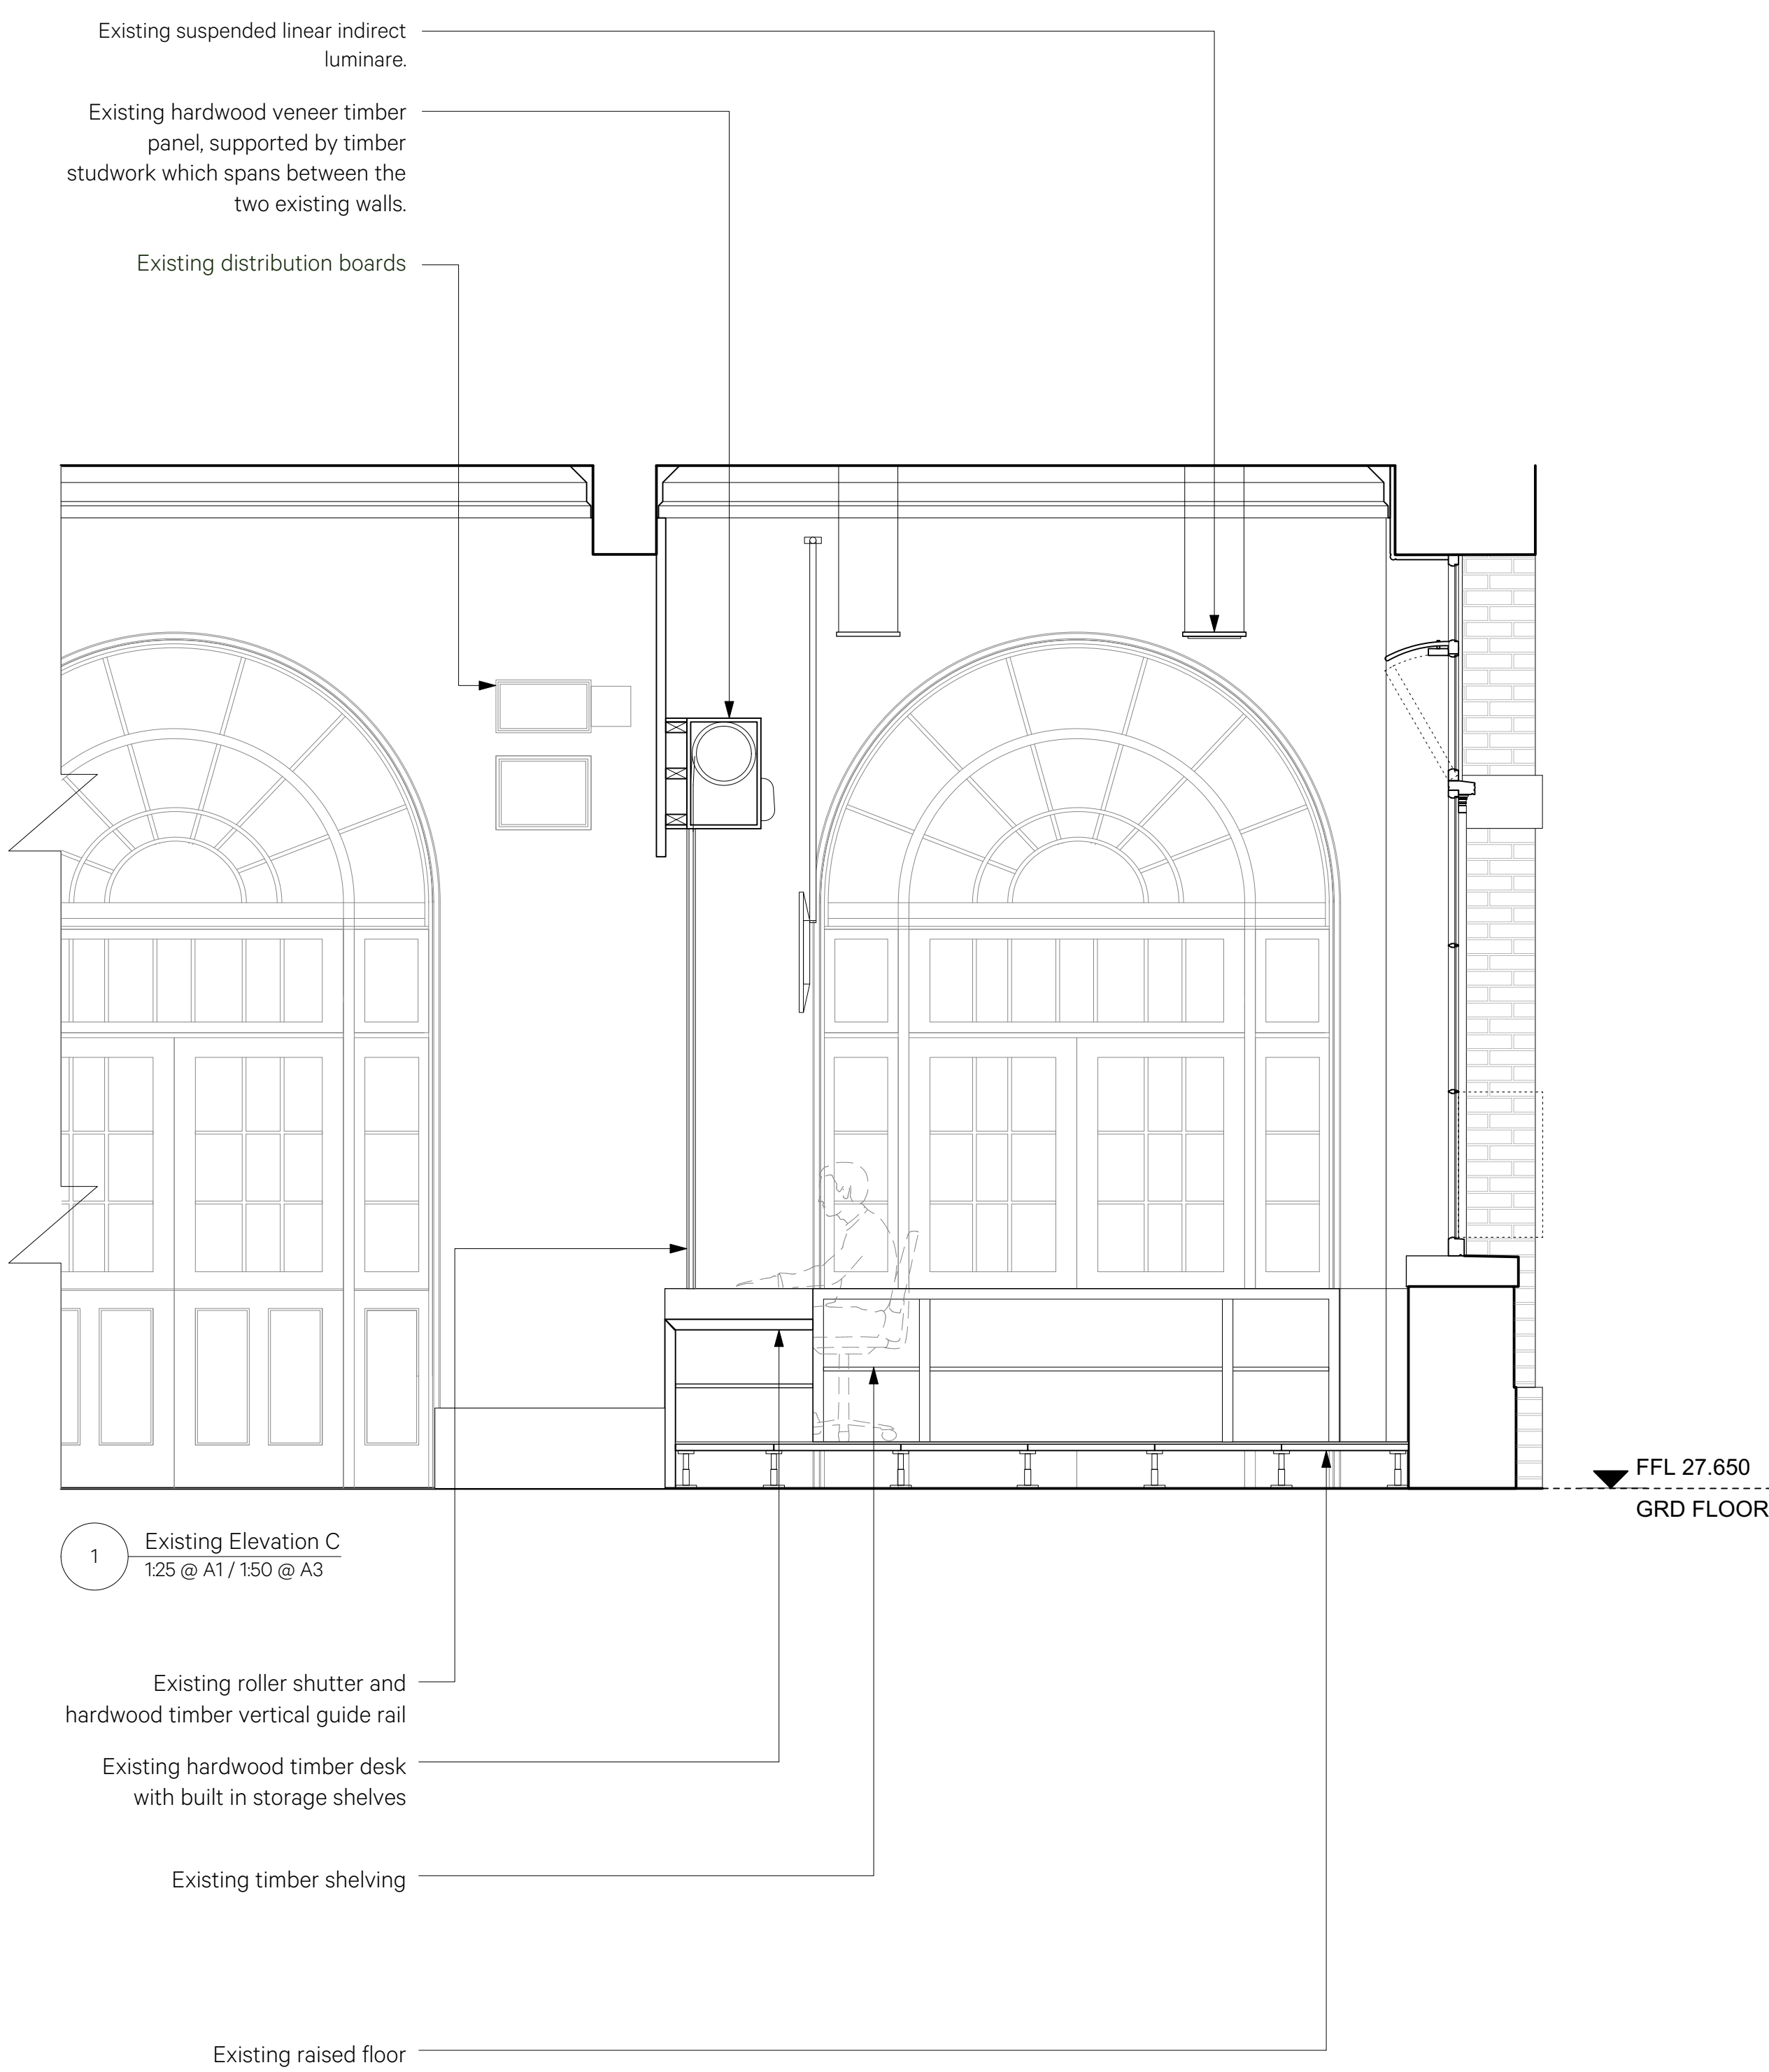 Existing suspended linear indirect
luminare.
Existing hardwood veneer timber
panel, supported by timber
studwork which spans between the
two existing walls.
Existing distribution boards
FFL 27.650
GRD FLOOR
1
Existing Elevation C
1:25 @ A1 / 1:50 @ A3
Existing roller shutter and
hardwood timber vertical guide rail
Existing hardwood timber desk
with built in storage shelves
Existing timber shelving
Existing raised floor